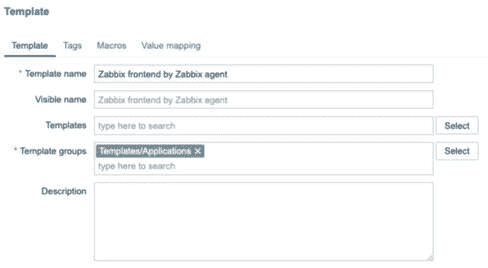 Template
Template Tags Macros Value mapping
* Template name Zabbix frontend by Zabbix agent
Visible name Zabbix frontend by Zabbix agent
Templates type here to search Select
* Template groups Templates/Applications × Select
type here to search
Description